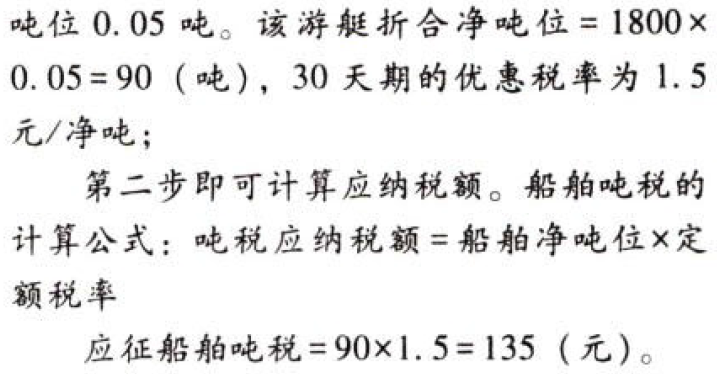 吨位 0.05 吨。该游艇折合净吨位 = 1800×
0.05 = 90（吨），30 天期的优惠税率为 1.5
元/净吨；
第二步即可计算应纳税额。船舶吨税的
计算公式：吨税应纳税额 = 船舶净吨位×定
额税率
应征船舶吨税 = 90×1.5 = 135（元）。